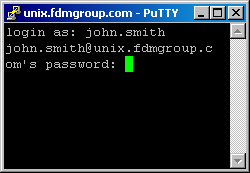 unix.fdmgroup.com - PuTTY
login as: john.smith
john.smith@unix.fdmgroup.c
om's password: